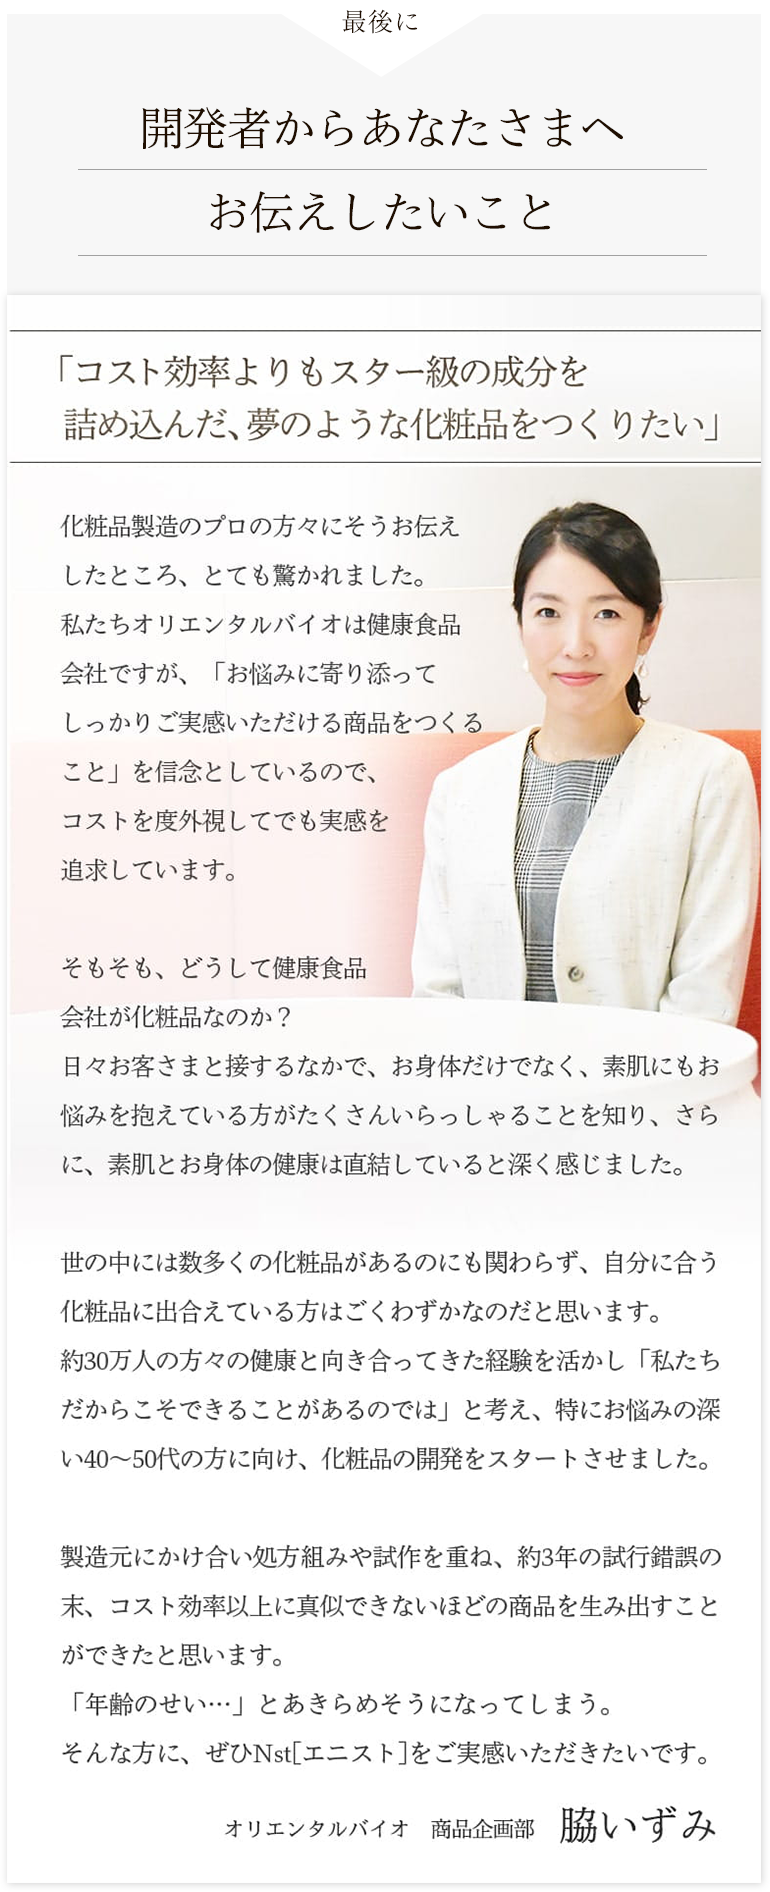 最後に
開発者からあなたさまへ
お伝えしたいこと
「コスト効率よりもスター級の成分を
詰め込んだ、夢のような化粧品をつくりたい」
化粧品製造のプロの方々にそうお伝え
したところ、とても驚かれました。
私たちオリエンタルバイオは健康食品
会社ですが、「お悩みに寄り添って
しっかりご実感いただける商品をつくる
こと」を信念としているので、
コストを度外視してでも実感を
追求しています。
そもそも、どうして健康食品
会社が化粧品なのか？
日々お客さまと接するなかで、お身体だけでなく、素肌にもお
悩みを抱えている方がたくさんいらっしゃることを知り、さら
に、素肌とお身体の健康は直結していると深く感じました。
世の中には数多くの化粧品があるのにも関わらず、自分に合う
化粧品に出合えている方はごくわずかなのだと思います。
約30万人の方々の健康と向き合ってきた経験を活かし「私たち
だからこそできることがあるのでは」と考え、特にお悩みの深
い40〜50代の方に向け、化粧品の開発をスタートさせました。
製造元にかけ合い処方組みや試作を重ね、約3年の試行錯誤の
末、コスト効率以上に真似できないほどの商品を生み出すこと
ができたと思います。
「年齢のせい…」とあきらめそうになってしまう。
そんな方に、ぜひNst[エニスト]をご実感いただきたいです。
オリエンタルバイオ　商品企画部　脇いずみ